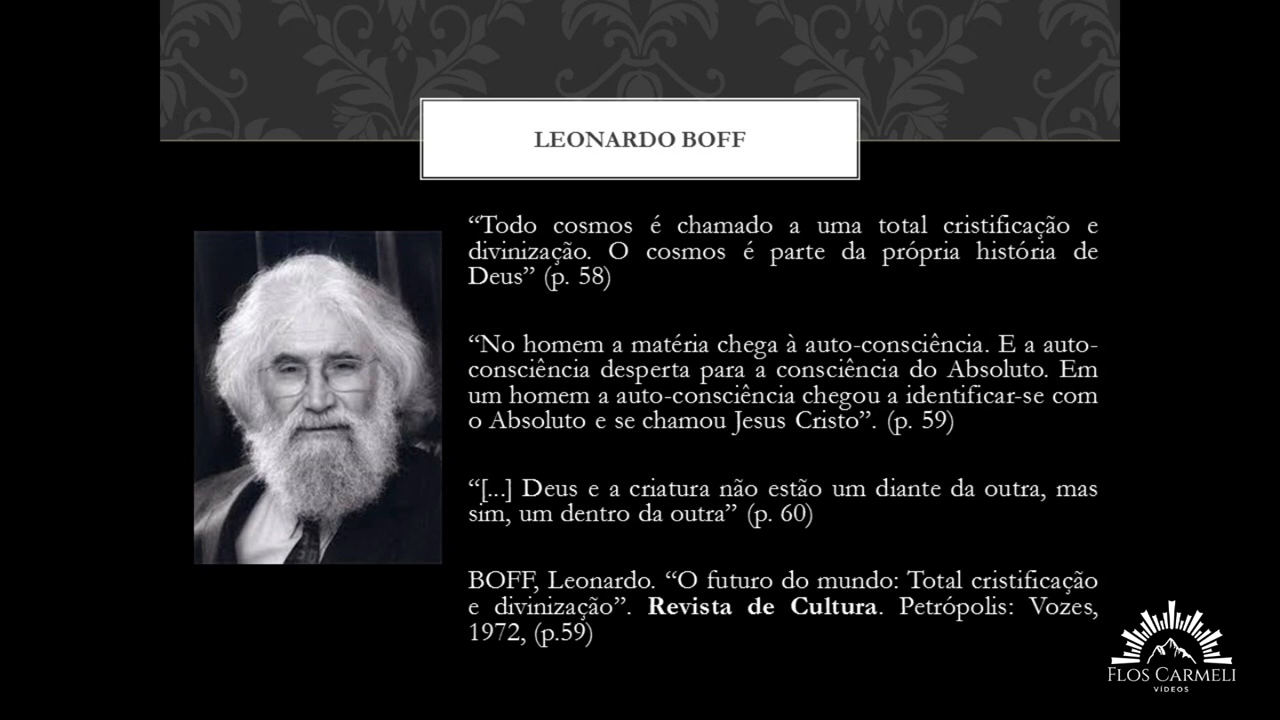 LEONARDO BOFF
“Todo cosmos é chamado a uma total cristificação e
divinização. O cosmos é parte da própria história de
Deus” (p. 58)
“No homem a matéria chega à auto-consciência. E a auto-
consciência desperta para a consciência do Absoluto. Em
um homem a auto-consciência chegou a identificar-se com
o Absoluto e se chamou Jesus Cristo”. (p. 59)
“[...] Deus e a criatura não estão um diante da outra, mas
sim, um dentro da outra” (p. 60)
BOFF, Leonardo. “O futuro do mundo: Total cristificação
e divinização”. Revista de Cultura. Petrópolis: Vozes,
1972, (p.59)
FLOS CARMELI
VÍDEOS